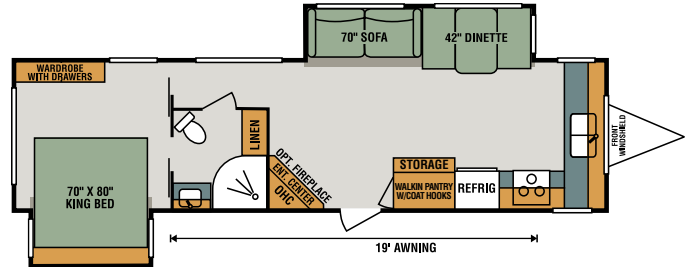 70" SOFA
42" DINETTE
WARDROBE
WITH DRAWERS
LINEN
OPT. FIREPLACE
ENT. CENTER
OHC
STORAGE
WALKIN PANTRY
W/COAT HOOKS
REFRIG
FRONT
WINDSHIELD
70" X 80"
KING BED
19' AWNING